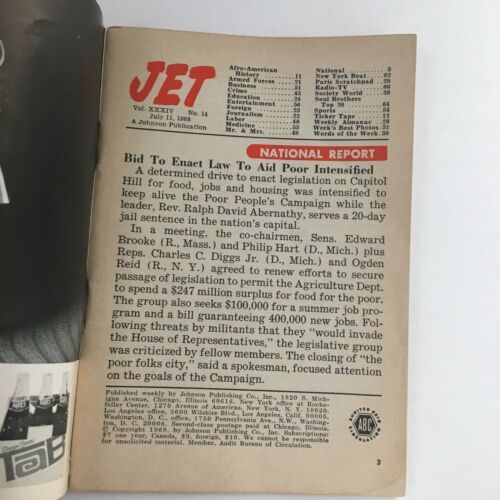 JET
Vol. XXXIV No. 14
July 11, 1968
A Johnson Publication
Afro-American
History 11
Armed Forces 21
Business 51
Crime 45
Education 24
Entertainment 56
Foreign 23
Journalism 22
Labor 48
Medicine 53
Mr. & Mrs. 49
National 3
New York Beat 62
Paris Scratchpad 29
Radio-TV 66
Society World 38
Soul Brothers
Top 20 64
Sports 54
Ticker Tape 12
Weekly Almanac 28
Week's Best Photos 31
Words of the Week 30
NATIONAL REPORT
Bid To Enact Law To Aid Poor Intensified
A determined drive to enact legislation on Capitol
Hill for food, jobs and housing was intensified to
keep alive the Poor People's Campaign while the
leader, Rev. Ralph David Abernathy, serves a 20-day
jail sentence in the nation's capital.
In a meeting, the co-chairmen, Sens. Edward
Brooke (R., Mass.) and Philip Hart (D., Mich.) plus
Reps. Charles C. Diggs Jr. (D., Mich.) and Ogden
Reid (R., N. Y.) agreed to renew efforts to secure
passage of legislation to permit the Agriculture Dept.
to spend a $247 million surplus for food for the poor.
The group also seeks $100,000 for a summer job pro-
gram and a bill guaranteeing 400,000 new jobs. Fol-
lowing threats by militants that they "would invade
the House of Representatives," the legislative group
was criticized by fellow members. The closing of "the
poor folks city," said a spokesman, focused attention
on the goals of the Campaign.
Published weekly by Johnson Publishing Co., Inc., 1820 S. Mich-
igan Avenue, Chicago, Illinois 60616. New York office at Rocke-
feller Center, 1270 Avenue of Americas, New York, N. Y. 10020.
Los Angeles office, 3600 Wilshire Blvd., Los Angeles, Calif. 90005.
Washington, D. C., office, 1750 Pennsylvania Ave., N.W., Washing-
ton, D. C. 20006. Second-class postage paid at Chicago, Illinois.
© Copyright 1968, by Johnson Publishing Co., Inc. Subscriptions:
$7 one year, Canada, $9, foreign, $10. We cannot be responsible
for unsolicited material. Member, Audit Bureau of Circulation.
ABC
3
TaB